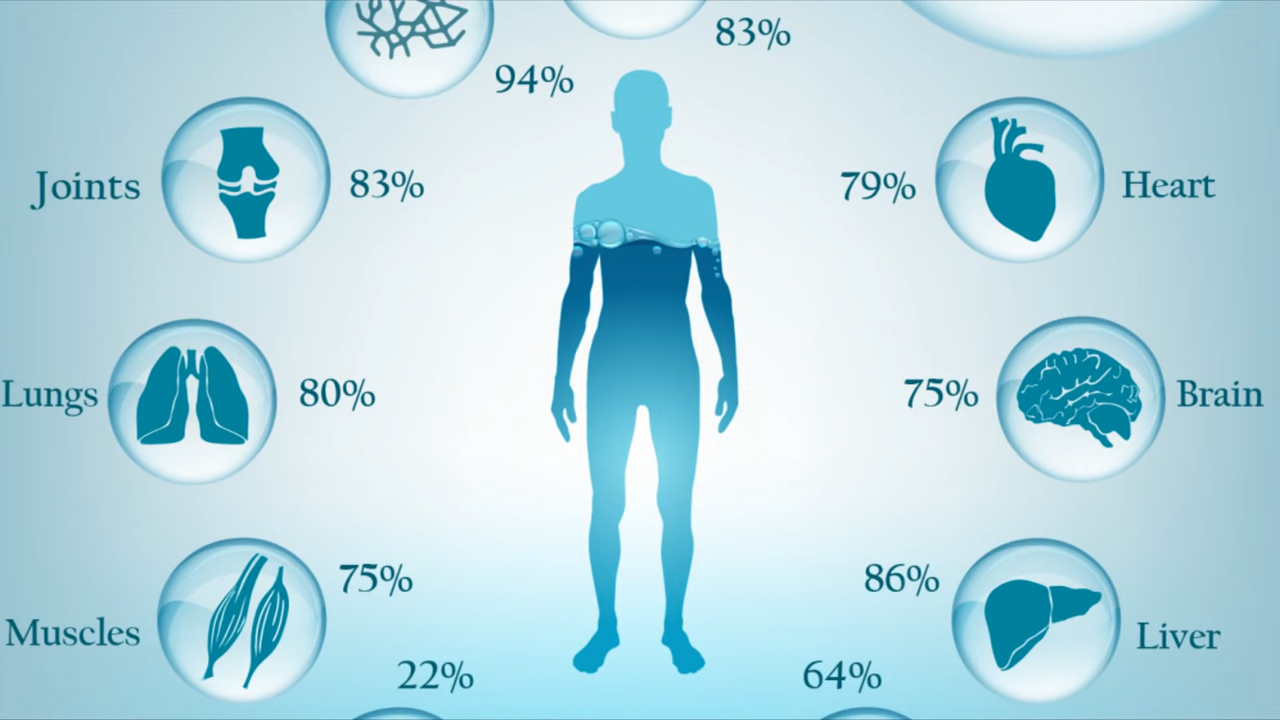 83%
94%
Joints
83%
79%
Heart
Lungs
80%
75%
Brain
75%
86%
Muscles
Liver
22%
64%